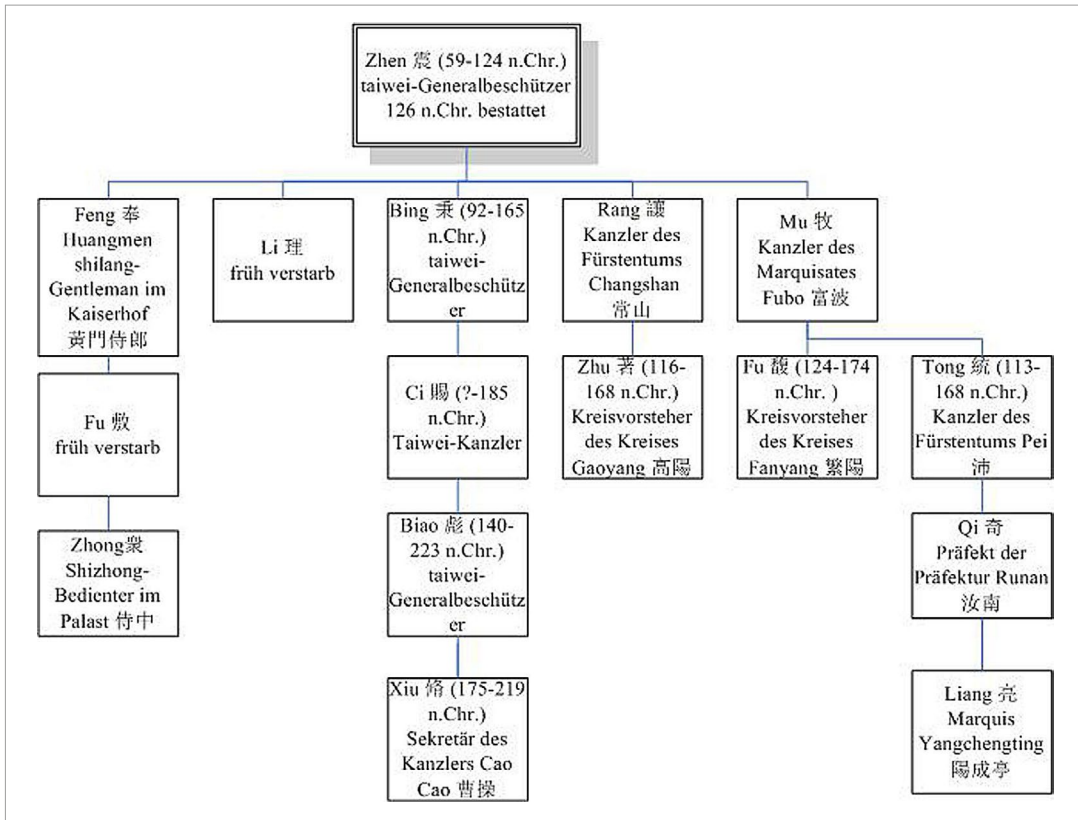 Zhen 震 (59-124 n.Chr.)
taiwei-Generalbeschützer
126 n.Chr. bestattet
Feng 奉
Huangmen
shilang-
Gentleman im
Kaiserhof
黃門侍郎
Li 理
früh verstarb
Bing 秉 (92-165
n.Chr.)
taiwei-
Generalbeschütz
er
Rang 讓
Kanzler des
Fürstentums
Changshan
常山
Mu 牧
Kanzler des
Marquisates
Fubo 富波
Fu 敷
früh verstarb
Ci 賜 (?-185
n.Chr.)
Taiwei-Kanzler
Zhu 著 (116-
168 n.Chr.)
Kreisvorsteher
des Kreises
Gaoyang 高陽
Fu 馥 (124-174
n.Chr. )
Kreisvorsteher
des Kreises
Fanyang 繁陽
Tong 統 (113-
168 n.Chr.)
Kanzler des
Fürstentums Pei
沛
Zhong衆
Shizhong-
Bedienter im
Palast 侍中
Biao 彪 (140-
223 n.Chr.)
taiwei-
Generalbeschütz
er
Qi 奇
Präfekt der
Präfektur Runan
汝南
Xiu 脩 (175-219
n.Chr.)
Sekretär des
Kanzlers Cao
Cao 曹操
Liang 亮
Marquis
Yangchengting
陽成亭